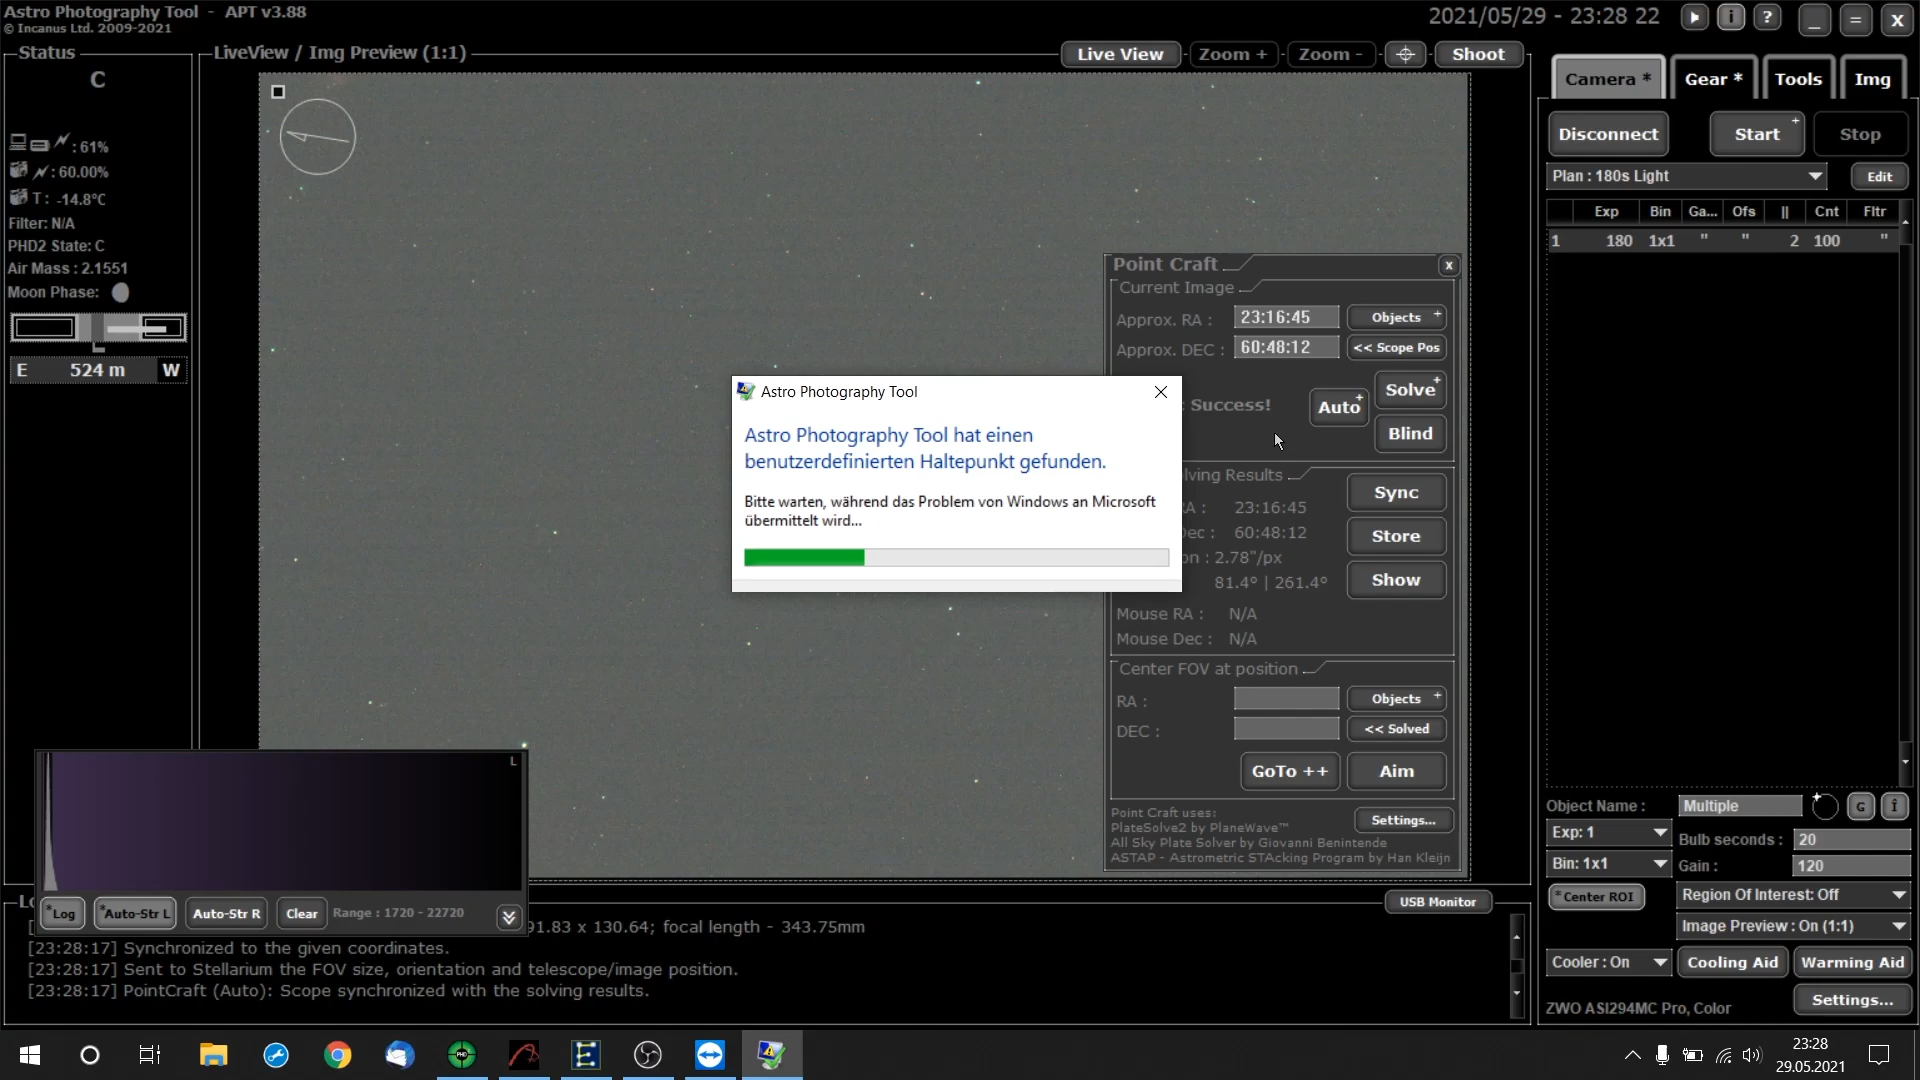 Astro Photography Tool - APT v3.88
© Incanus Ltd. 2009-2021
2021/05/29 - 23:28 22
i
?
_
=
X
Status
C
: 61%
: 60.00%
T : -14.8°C
Filter: N/A
PHD2 State: C
Air Mass : 2.1551
Moon Phase:
E 524 m W
LiveView / Img Preview (1:1)
Live View
Zoom +
Zoom -
Shoot
Camera *
Gear *
Tools
Img
Disconnect
Start +
Stop
Plan : 180s Light
Edit
Exp Bin Ga... Ofs || Cnt Fltr
1 180 1x1 " " 2 100 "
Point Craft
x
Current Image
Approx. RA : 23:16:45 Objects +
Approx. DEC : 60:48:12 << Scope Pos
: Success!
Auto +
Solve +
Blind
lving Results
RA : 23:16:45
Dec : 60:48:12
on : 2.78"/px
81.4° | 261.4°
Mouse RA : N/A
Mouse Dec : N/A
Sync
Store
Show
Center FOV at position
RA : Objects +
DEC : << Solved
GoTo ++
Aim
Point Craft uses:
PlateSolve2 by PlaneWave™
All Sky Plate Solver by Giovanni Benintende
ASTAP - Astrometric STAcking Program by Han Kleijn
Settings...
Astro Photography Tool
Astro Photography Tool hat einen
benutzerdefinierten Haltepunkt gefunden.
Bitte warten, während das Problem von Windows an Microsoft
übermittelt wird...
L
*Log
*Auto-Str L
Auto-Str R
Clear
Range : 1720 - 22720
Lo
USB Monitor
[ 91.83 x 130.64; focal length - 343.75mm
[23:28:17] Synchronized to the given coordinates.
[23:28:17] Sent to Stellarium the FOV size, orientation and telescope/image position.
[23:28:17] PointCraft (Auto): Scope synchronized with the solving results.
Object Name : Multiple
G
Î
Exp: 1
Bulb seconds : 20
Bin: 1x1
Gain : 120
*Center ROI
Region Of Interest: Off
Image Preview : On (1:1)
Cooler : On
Cooling Aid
Warming Aid
ZWO ASI294MC Pro, Color
Settings...
PHD
23:28
29.05.2021